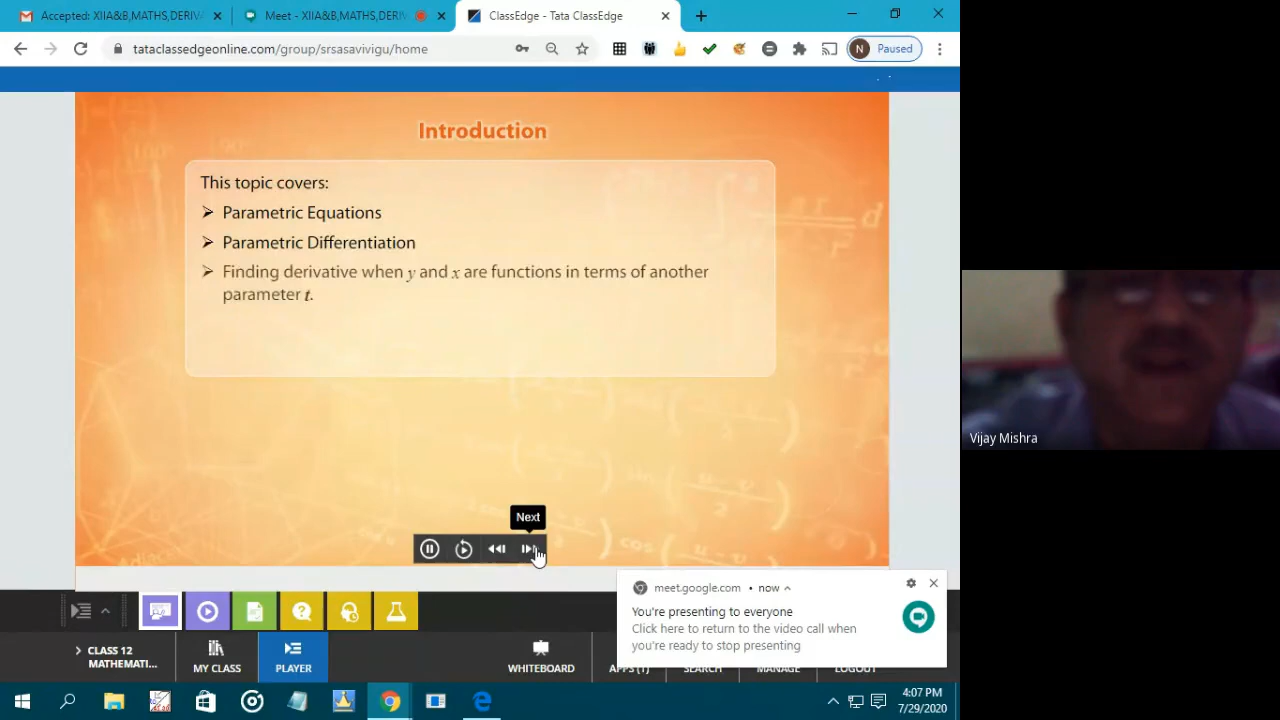 Accepted: XIIA&B,MATHS,DERIV
Meet - XIIA&B,MATHS,DERIV
ClassEdge - Tata ClassEdge
tataclassedgeonline.com/group/srsasavivigu/home
N Paused
Introduction
This topic covers:
➢ Parametric Equations
➢ Parametric Differentiation
➢ Finding derivative when y and x are functions in terms of another
parameter t.
Next
Vijay Mishra
meet.google.com • now
You're presenting to everyone
Click here to return to the video call when
you're ready to stop presenting
CLASS 12
MATHEMATI...
MY CLASS
PLAYER
WHITEBOARD
APPS (1)
SEARCH
MANAGE
LOGOUT
4:07 PM
7/29/2020